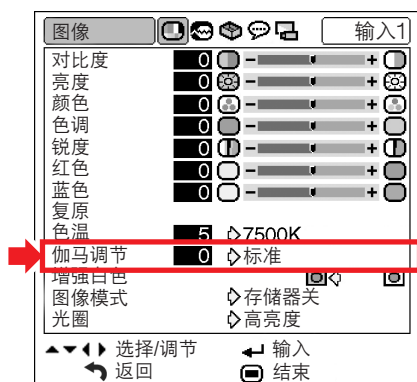 图像 输入1
对比度 0 - +
亮度 0 - +
颜色 0 - +
色调 0 - +
锐度 0 - +
红色 0 - +
蓝色 0 - +
复原
色温 5 7500K
伽马调节 0 标准
增强白色
图像模式 存储器关
光圈 高亮度
选择/调节 输入
返回 结束